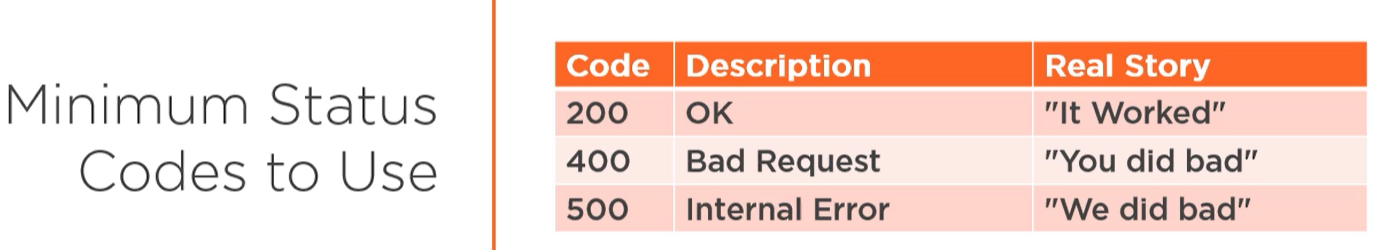 Minimum Status
Codes to Use
Code Description Real Story
200 OK "It Worked"
400 Bad Request "You did bad"
500 Internal Error "We did bad"